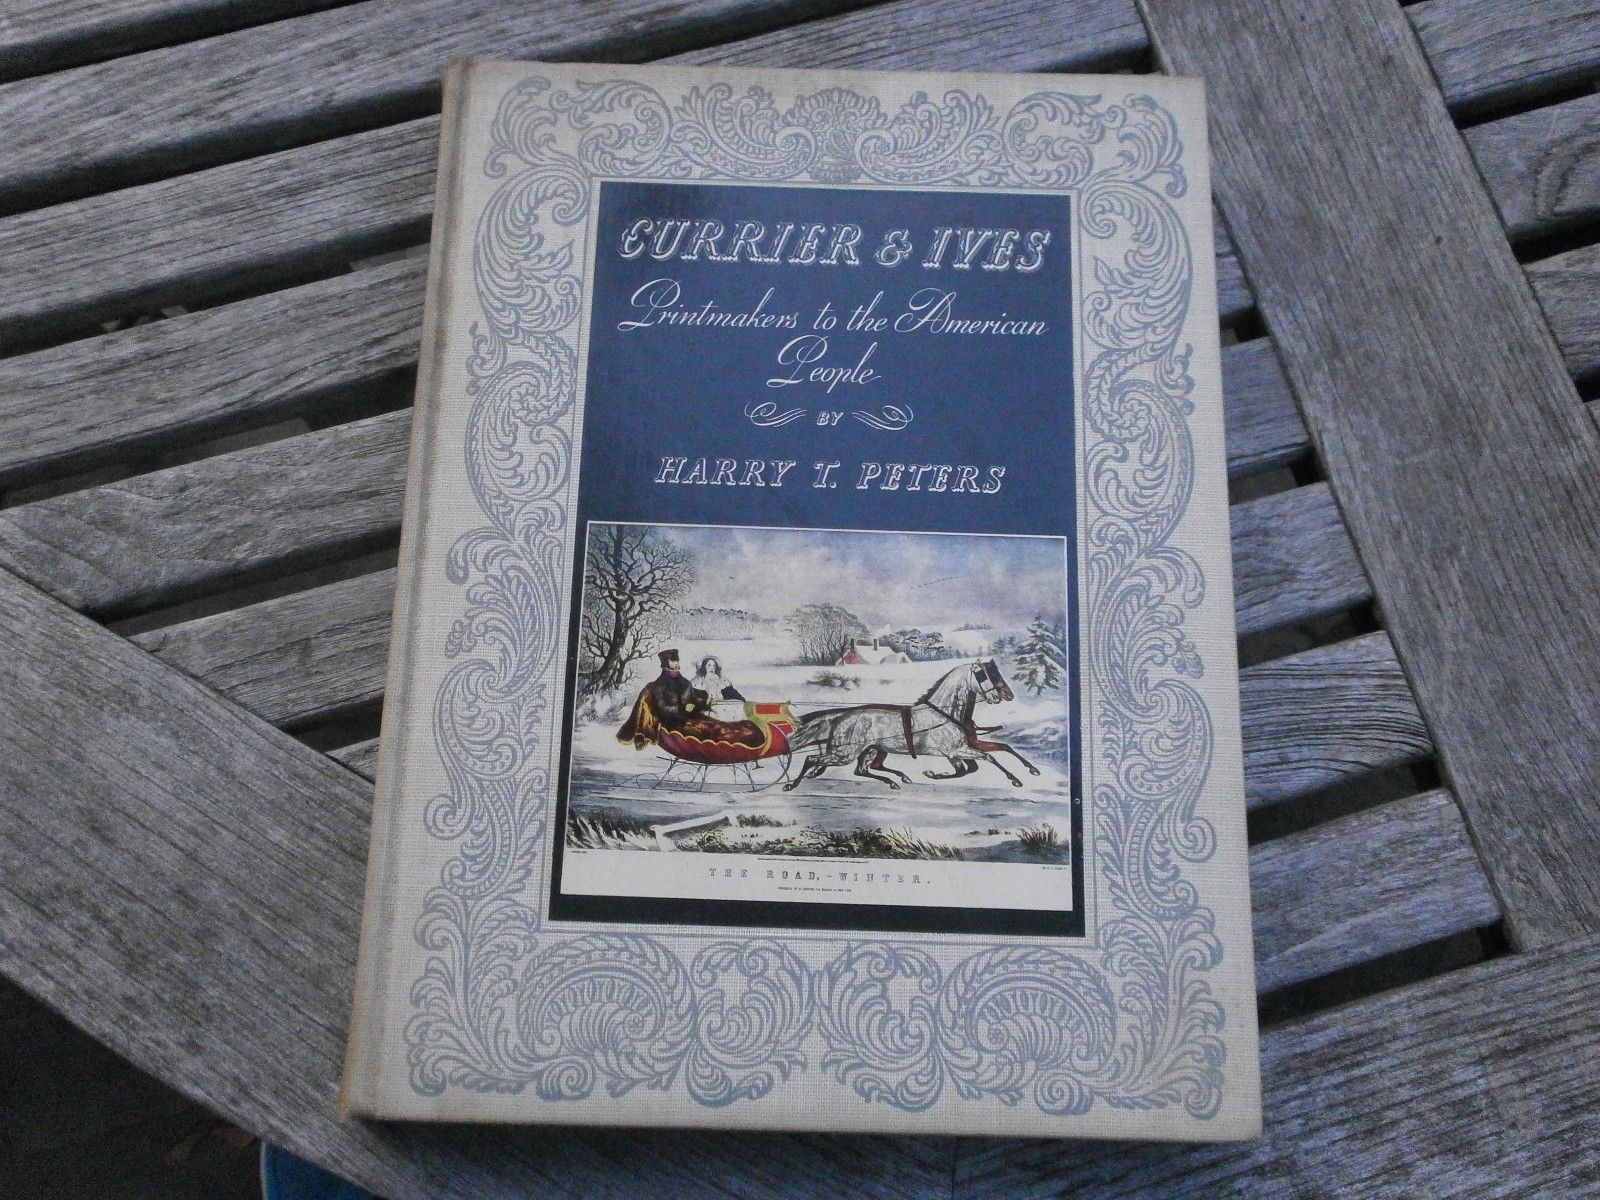 CURRIER & IVES
Printmakers to the American
People
BY
HARRY T. PETERS
THE ROAD,-WINTER.